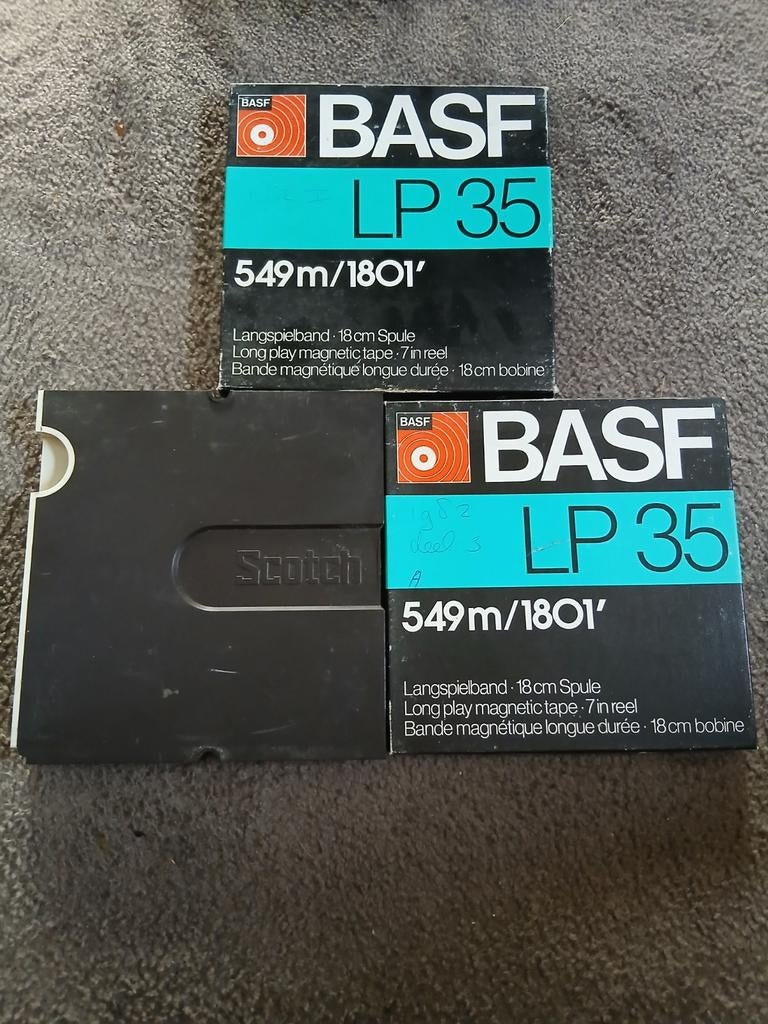 BASF
BASF
LP 35
549m/1801'
Langspielband · 18 cm Spule
Long play magnetic tape · 7 in reel
Bande magnétique longue durée · 18 cm bobine
Scotch
BASF
BASF
1982
deel 3
A
LP 35
549m/1801'
Langspielband · 18 cm Spule
Long play magnetic tape · 7 in reel
Bande magnétique longue durée · 18 cm bobine